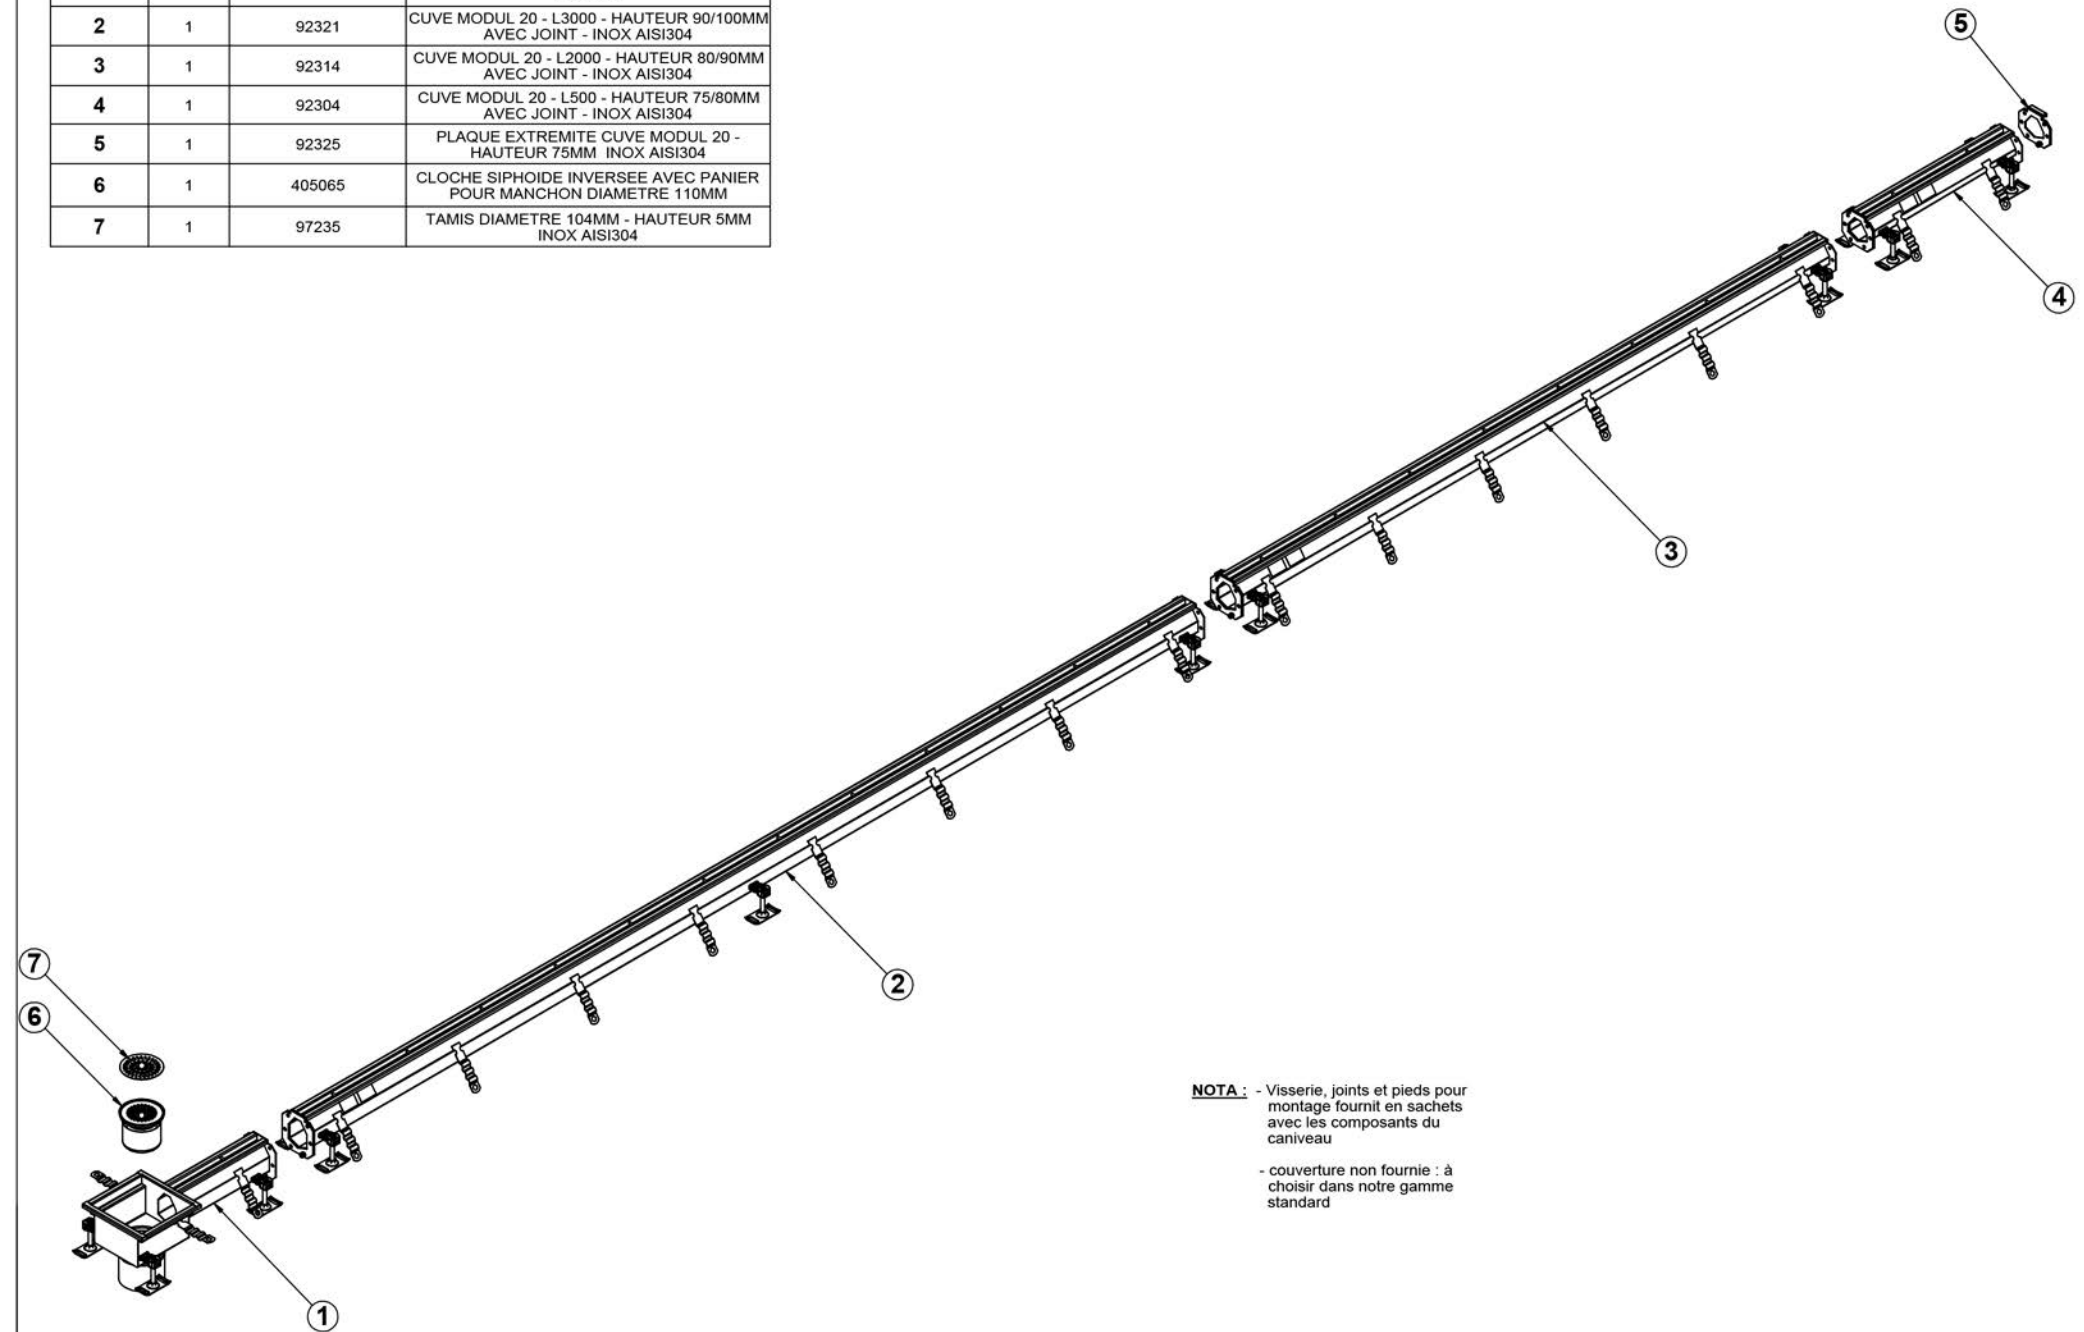 2 1 92321 CUVE MODUL 20 - L3000 - HAUTEUR 90/100MM
AVEC JOINT - INOX AISI304
3 1 92314 CUVE MODUL 20 - L2000 - HAUTEUR 80/90MM
AVEC JOINT - INOX AISI304
4 1 92304 CUVE MODUL 20 - L500 - HAUTEUR 75/80MM
AVEC JOINT - INOX AISI304
5 1 92325 PLAQUE EXTREMITE CUVE MODUL 20 -
HAUTEUR 75MM INOX AISI304
6 1 405065 CLOCHE SIPHOIDE INVERSEE AVEC PANIER
POUR MANCHON DIAMETRE 110MM
7 1 97235 TAMIS DIAMETRE 104MM - HAUTEUR 5MM
INOX AISI304
5
4
3
2
7
6
1
NOTA : - Visserie, joints et pieds pour
montage fournit en sachets
avec les composants du
caniveau
- couverture non fournie : à
choisir dans notre gamme
standard